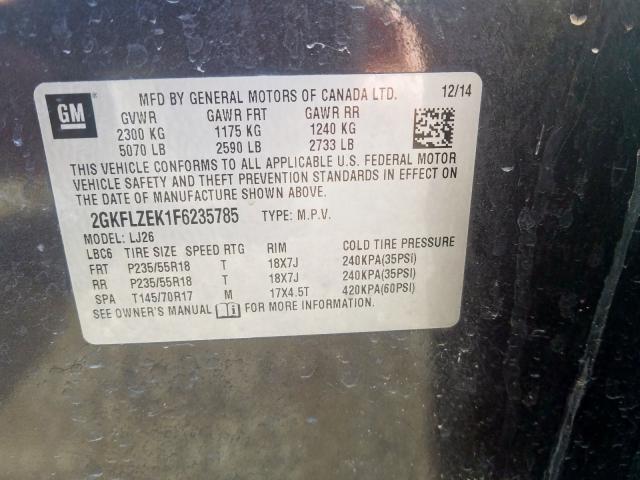 GM
MFD BY GENERAL MOTORS OF CANADA LTD. 12/14
GVWR GAWR FRT GAWR RR
2300 KG 1175 KG 1240 KG
5070 LB 2590 LB 2733 LB
THIS VEHICLE CONFORMS TO ALL APPLICABLE U.S. FEDERAL MOTOR
VEHICLE SAFETY AND THEFT PREVENTION STANDARDS IN EFFECT ON
THE DATE OF MANUFACTURE SHOWN ABOVE.
2GKFLZEK1F6235785 TYPE: M.P.V.
MODEL: LJ26
LBC6 TIRE SIZE SPEED RTG RIM COLD TIRE PRESSURE
FRT P235/55R18 T 18X7J 240KPA(35PSI)
RR P235/55R18 T 18X7J 240KPA(35PSI)
SPA T145/70R17 M 17X4.5T 420KPA(60PSI)
SEE OWNER'S MANUAL FOR MORE INFORMATION.